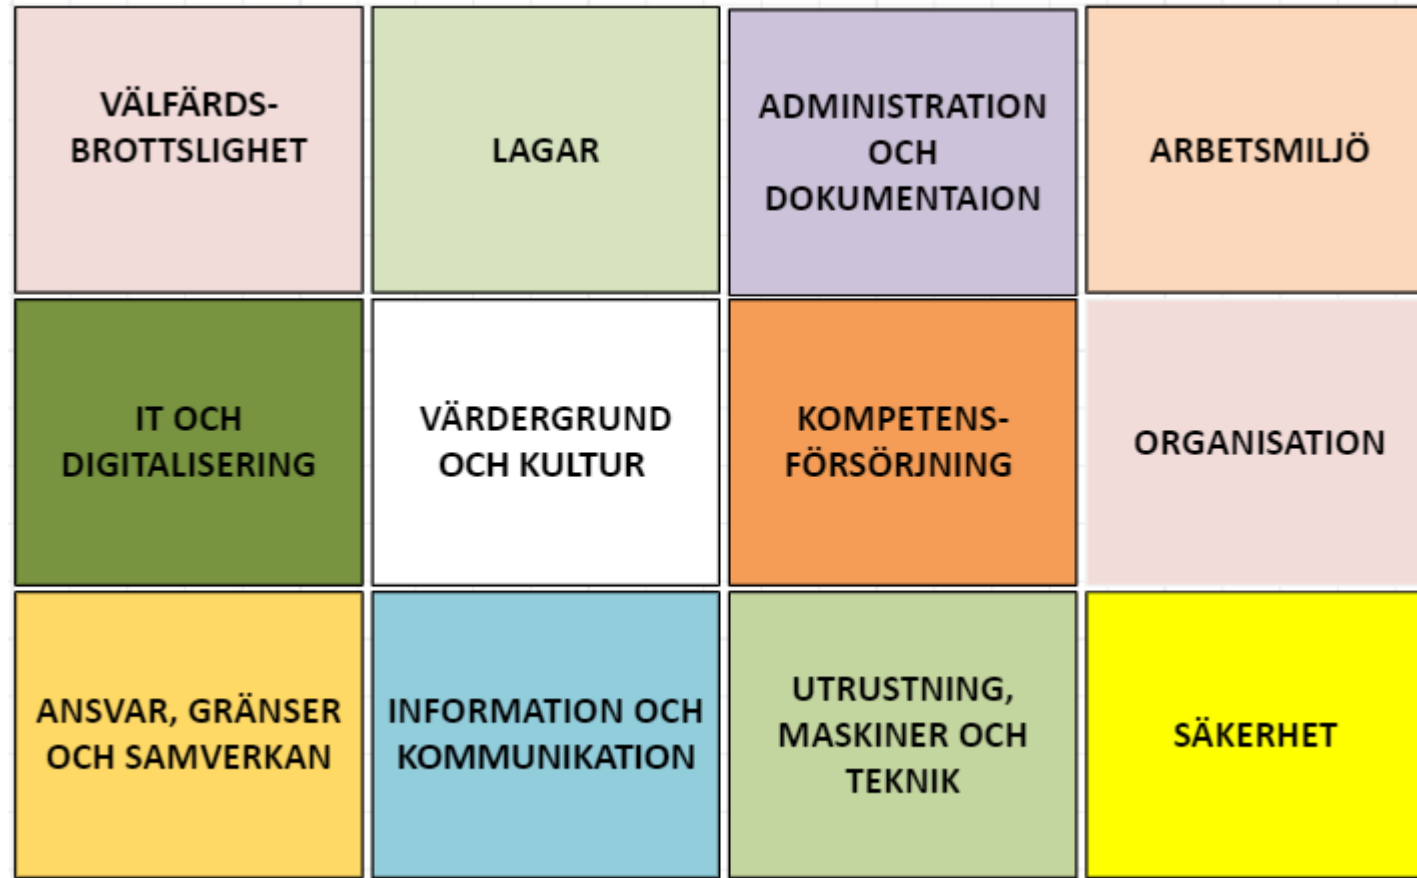 VÄLFÄRDS-
BROTTSLIGHET
LAGAR
ADMINISTRATION
OCH
DOKUMENTAION
ARBETSMILJÖ
IT OCH
DIGITALISERING
VÄRDERGRUND
OCH KULTUR
KOMPETENS-
FÖRSÖRJNING
ORGANISATION
ANSVAR, GRÄNSER
OCH SAMVERKAN
INFORMATION OCH
KOMMUNIKATION
UTRUSTNING,
MASKINER OCH
TEKNIK
SÄKERHET